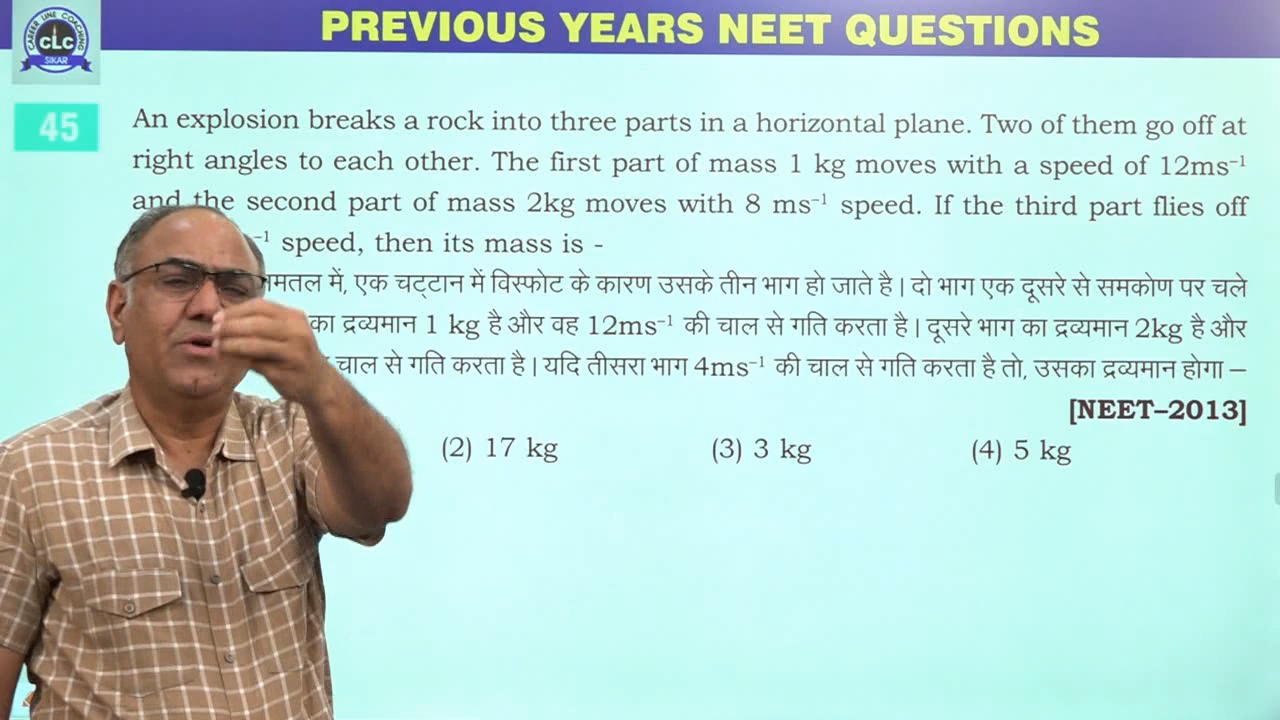 PREVIOUS YEARS NEET QUESTIONS
CAREER LINE COACHING
CLC
SIKAR
45
An explosion breaks a rock into three parts in a horizontal plane. Two of them go off at
right angles to each other. The first part of mass 1 kg moves with a speed of 12ms⁻¹
and the second part of mass 2kg moves with 8 ms⁻¹ speed. If the third part flies off
⁻¹ speed, then its mass is -
मतल में, एक चट्टान में विस्फोट के कारण उसके तीन भाग हो जाते है। दो भाग एक दूसरे से समकोण पर चले
का द्रव्यमान 1 kg है और वह 12ms⁻¹ की चाल से गति करता है। दूसरे भाग का द्रव्यमान 2kg है और
चाल से गति करता है। यदि तीसरा भाग 4ms⁻¹ की चाल से गति करता है तो, उसका द्रव्यमान होगा –
[NEET–2013]
(2) 17 kg (3) 3 kg (4) 5 kg